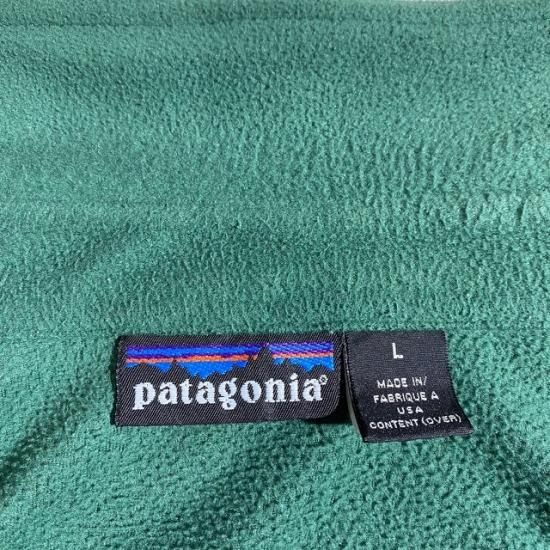 patagonia®
L
MADE IN/
FABRIQUE A
USA
CONTENT (OVER)